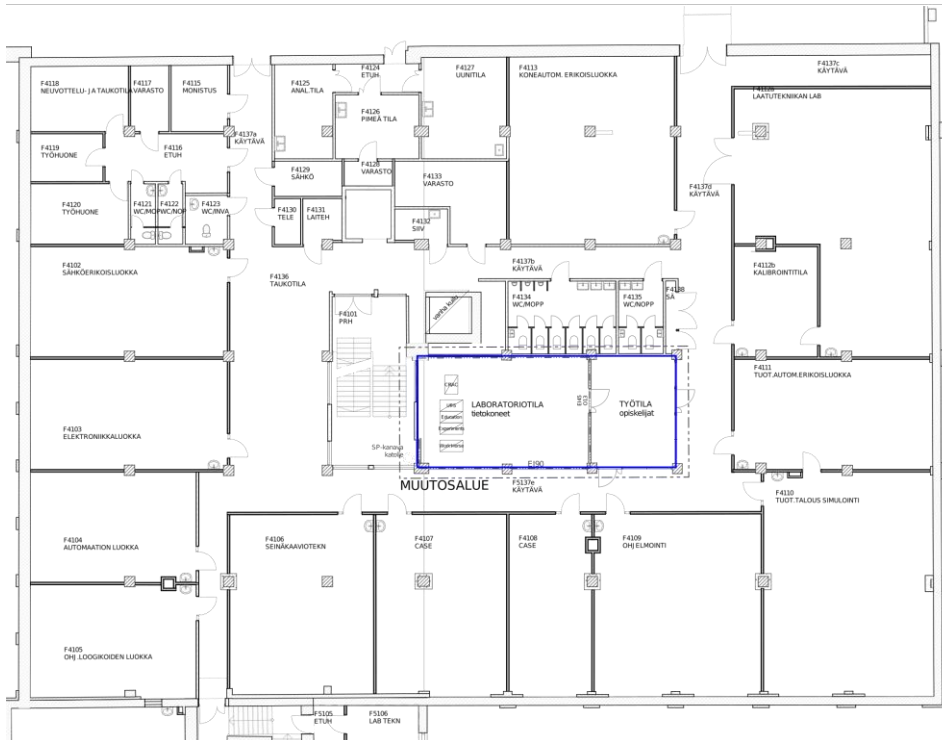 F4118
NEUVOTTELU- JA TAUKOTILA
F4117
VARASTO
F4115
MONISTUS
F4125
ANAL.TILA
F4124
ETUH
F4127
UUNITILA
F4113
KONEAUTOM. ERIKOISLUOKKA
F4137c
KÄYTÄVÄ
F4112a
LAATUTEKNIIKAN LAB
F4126
PIMEÄ TILA
F4137a
KÄYTÄVÄ
F4119
TYÖHUONE
F4116
ETUH
F4129
SÄHKÖ
F4128
VARASTO
F4133
VARASTO
F4137d
KÄYTÄVÄ
F4120
TYÖHUONE
F4121
WC/MOP
F4122
WC/NOP
F4123
WC/INVA
F4130
TELE
F4131
LAITEH
F4132
SIIV
F4102
SÄHKÖERIKOISLUOKKA
F4136
TAUKOTILA
F4137b
KÄYTÄVÄ
F4112b
KALIBROINTITILA
F4134
WC/MOPP
F4135
WC/NOPP
F4138
SÄ
F4101
PRH
vanha kuilu
F4111
TUOT.AUTOM.ERIKOISLUOKKA
LABORATORIOTILA
tietokoneet
EI45
TYÖTILA
opiskelijat
UPS
F4103
ELEKTRONIIKKALUOKKA
SP-kanava
katolle
EI90
MUUTOSALUE
F5137e
KÄYTÄVÄ
F4110
TUOT.TALOUS SIMULOINTI
F4104
AUTOMAATION LUOKKA
F4106
SEINÄKAAVIOTEKN
F4107
CASE
F4108
CASE
F4109
OHJELMOINTI
F4105
OHJ.LOOGIKOIDEN LUOKKA
F5105
ETUH
F5106
LAB TEKN